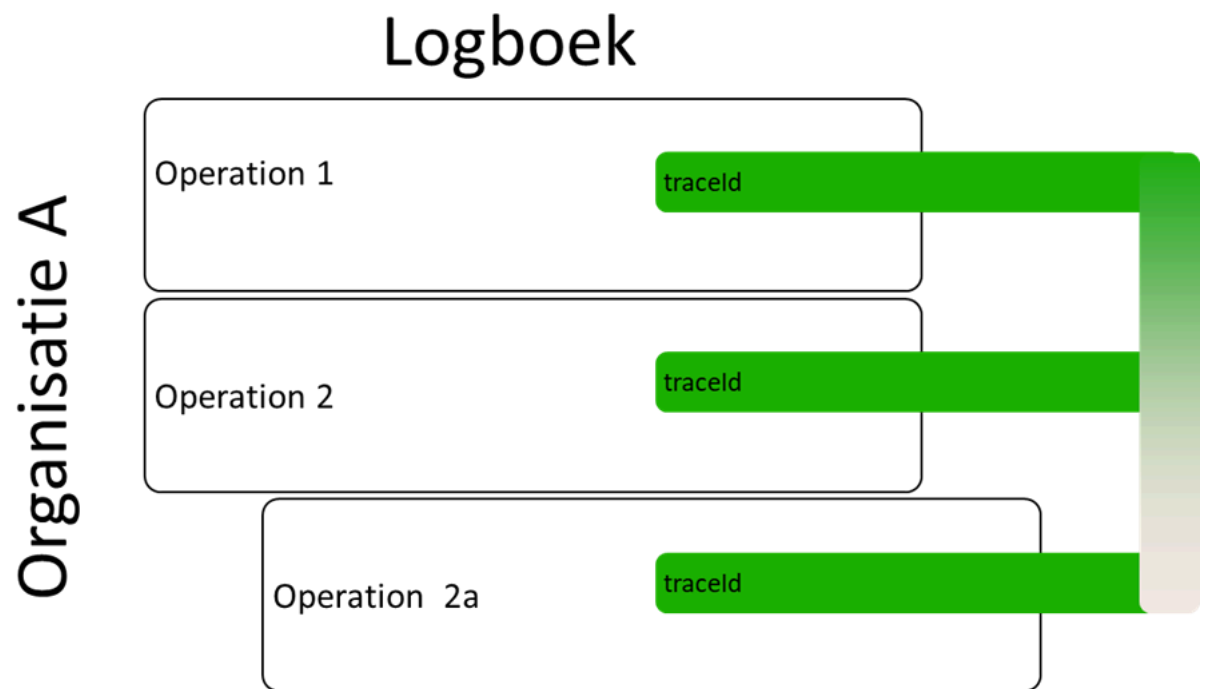 Logboek
Organisatie A
Operation 1
traceId
Operation 2
traceId
Operation 2a
traceId